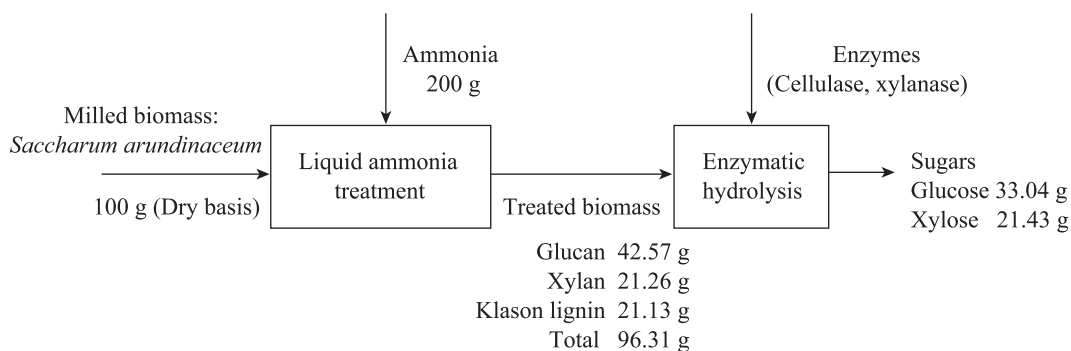 Ammonia
200 g
Enzymes
(Cellulase, xylanase)
Milled biomass:
Saccharum arundinaceum
100 g (Dry basis)
Liquid ammonia
treatment
Treated biomass
Glucan 42.57 g
Xylan 21.26 g
Klason lignin 21.13 g
Total 96.31 g
Enzymatic
hydrolysis
Sugars
Glucose 33.04 g
Xylose 21.43 g